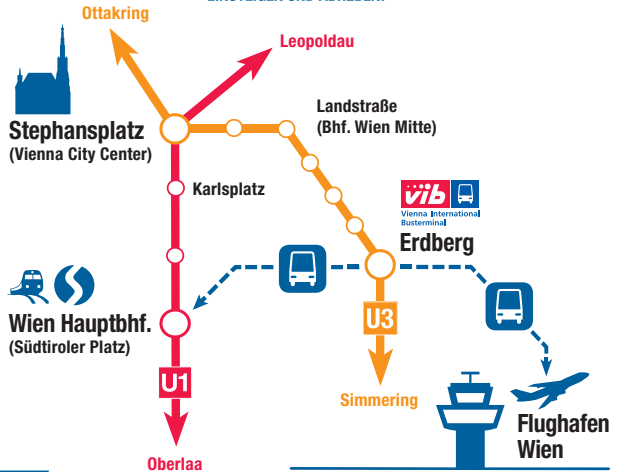 Ottakring
Leopoldau
Stephansplatz
(Vienna City Center)
Landstraße
(Bhf. Wien Mitte)
Karlsplatz
vib
Vienna International
Busterminal
Erdberg
Wien Hauptbhf.
(Südtiroler Platz)
U3
U1
Simmering
Flughafen
Wien
Oberlaa